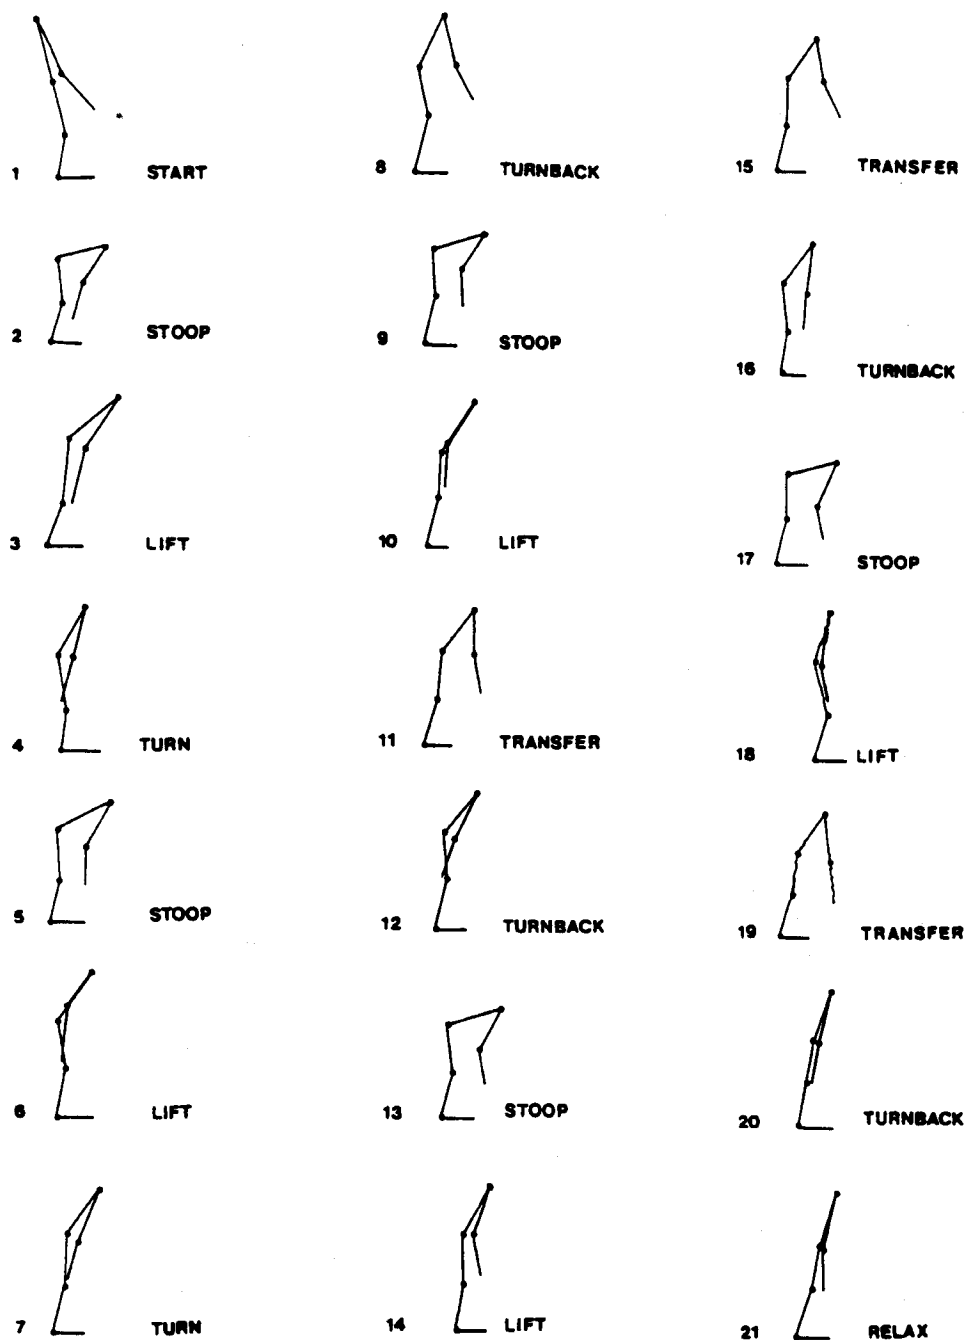 1 START
2 STOOP
3 LIFT
4 TURN
5 STOOP
6 LIFT
7 TURN
8 TURNBACK
9 STOOP
10 LIFT
11 TRANSFER
12 TURNBACK
13 STOOP
14 LIFT
15 TRANSFER
16 TURNBACK
17 STOOP
18 LIFT
19 TRANSFER
20 TURNBACK
21 RELAX